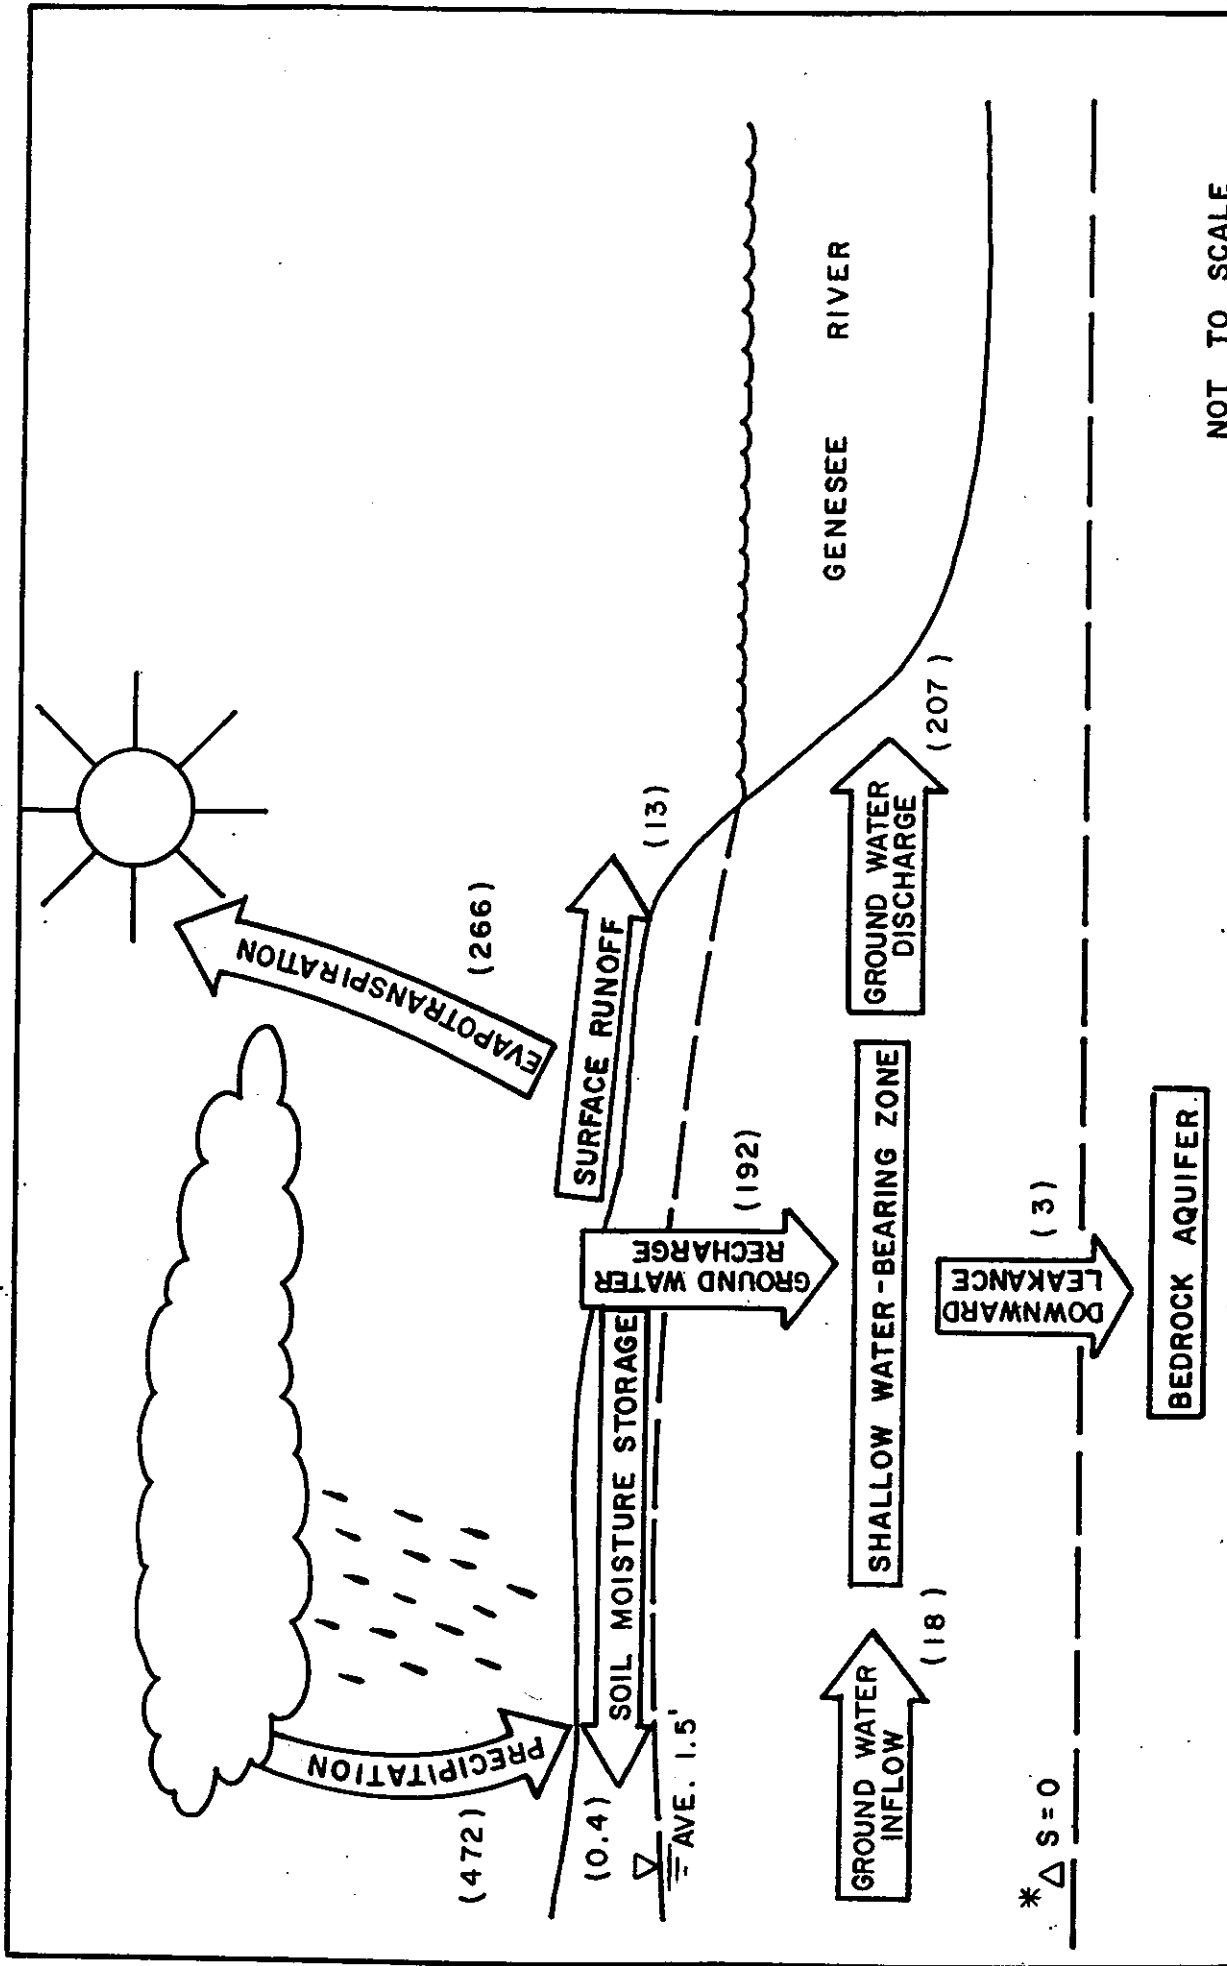 PRECIPITATION
(472)
EVAPOTRANSPIRATION
(266)
SURFACE RUNOFF
(13)
(0.4)
SOIL MOISTURE STORAGE
AVE. 1.5'
GROUND WATER
RECHARGE
(192)
GENESEE RIVER
GROUND WATER
INFLOW
(18)
SHALLOW WATER-BEARING ZONE
GROUND WATER
DISCHARGE
(207)
DOWNWARD
LEAKANCE
(3)
* △ S = 0
BEDROCK AQUIFER
NOT TO SCALE